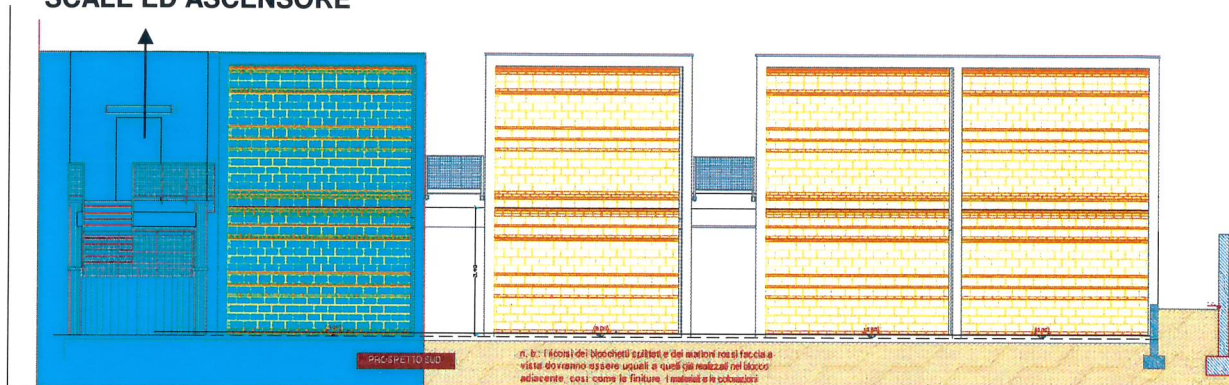 SCALE ED ASCENSORE
PROSPETTO SUD
n. b.: I ricorsi dei blocchetti splittati e dei mattoni rossi faccia a
vista dovranno essere uguali a quelli già realizzati nel blocco
adiacente, così come le finiture, i materiali e le colorazioni